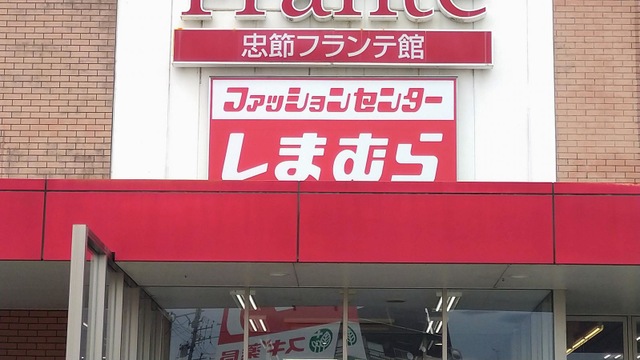 Frante
忠節フランテ館
ファッションセンター
しまむら